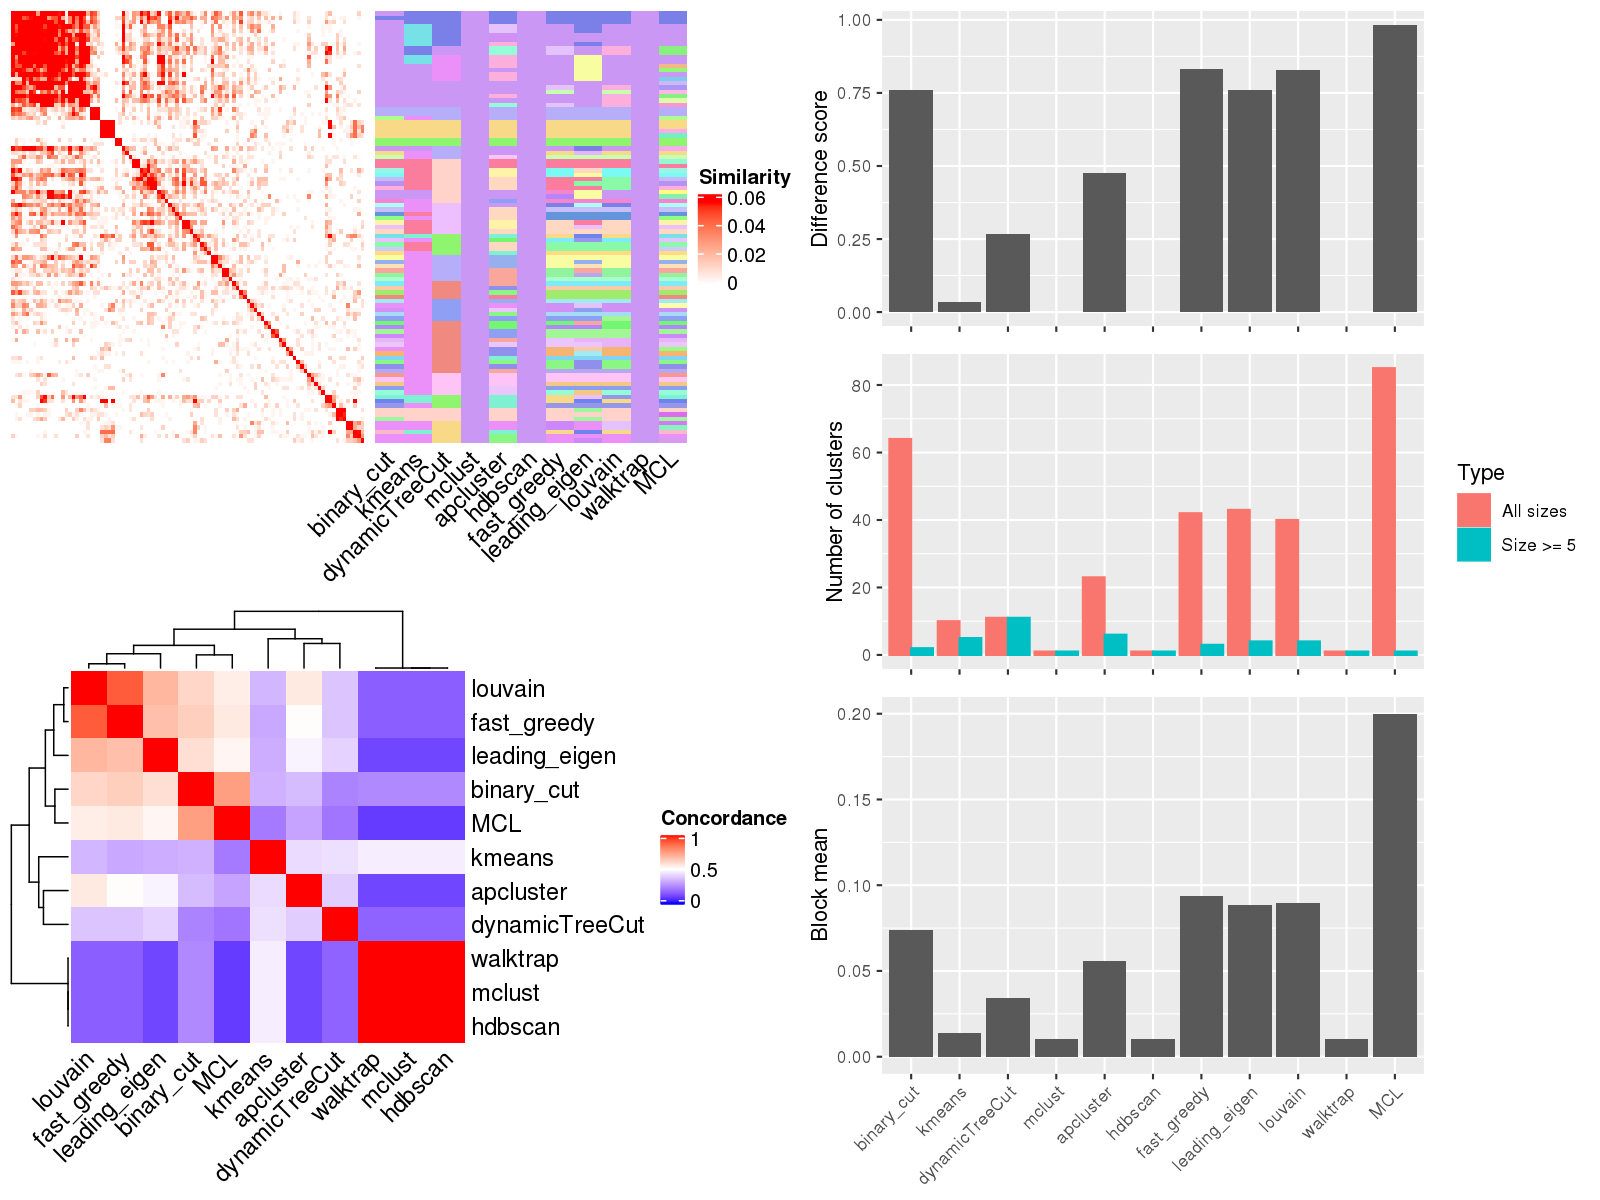 Similarity
0.06
0.04
0.02
0
binary_cut
kmeans
dynamicTreeCut
mclust
apcluster
hdbscan
fast_greedy
leading_eigen
louvain
walktrap
MCL
louvain
fast_greedy
leading_eigen
binary_cut
MCL
kmeans
apcluster
dynamicTreeCut
walktrap
mclust
hdbscan
Concordance
1
0.5
0
louvain
fast_greedy
leading_eigen
binary_cut
MCL
kmeans
apcluster
dynamicTreeCut
walktrap
mclust
hdbscan
Difference score
1.00
0.75
0.50
0.25
0.00
Number of clusters
80
60
40
20
0
Type
All sizes
Size >= 5
Block mean
0.20
0.15
0.10
0.05
0.00
binary_cut
kmeans
dynamicTreeCut
mclust
apcluster
hdbscan
fast_greedy
leading_eigen
louvain
walktrap
MCL